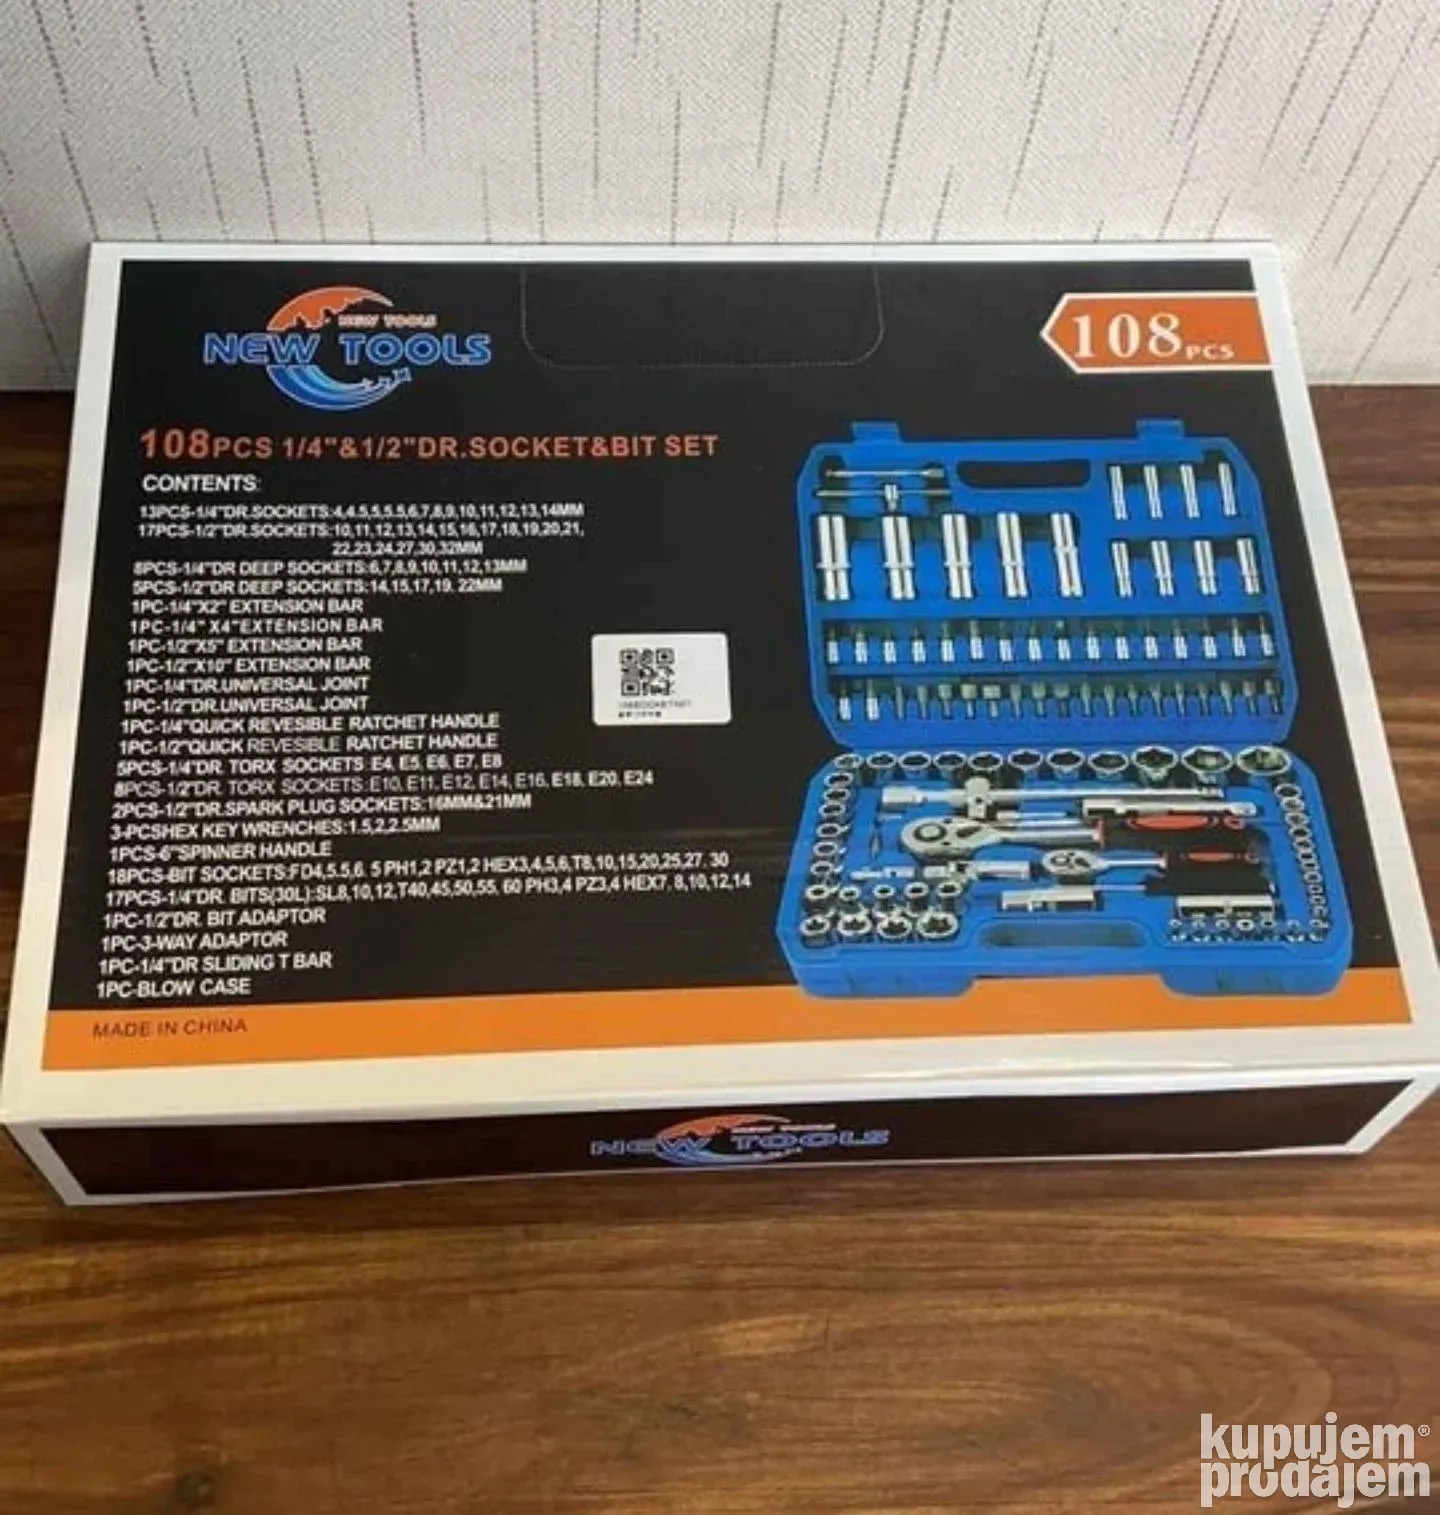 NEW TOOLS
NEW TOOLS
108PCS
108PCS 1/4"&1/2"DR.SOCKET&BIT SET
CONTENTS:
13PCS-1/4"DR.SOCKETS:4,4.5,5,5.5,6,7,8,9,10,11,12,13,14MM
17PCS-1/2"DR.SOCKETS:10,11,12,13,14,15,16,17,18,19,20,21,
22,23,24,27,30,32MM
8PCS-1/4"DR DEEP SOCKETS:6,7,8,9,10,11,12,13MM
5PCS-1/2"DR DEEP SOCKETS:14,15,17,19. 22MM
1PC-1/4"X2" EXTENSION BAR
1PC-1/4" X4"EXTENSION BAR
1PC-1/2"X5" EXTENSION BAR
1PC-1/2"X10" EXTENSION BAR
1PC-1/4"DR.UNIVERSAL JOINT
1PC-1/2"DR.UNIVERSAL JOINT
1PC-1/4"QUICK REVESIBLE RATCHET HANDLE
1PC-1/2"QUICK REVESIBLE RATCHET HANDLE
5PCS-1/4"DR. TORX SOCKETS :E4, E5, E6, E7, E8
8PCS-1/2"DR. TORX SOCKETS :E10, E11, E12, E14, E16, E18, E20, E24
2PCS-1/2"DR.SPARK PLUG SOCKETS:16MM&21MM
3-PCSHEX KEY WRENCHES:1.5,2,2.5MM
1PCS-6"SPINNER HANDLE
18PCS-BIT SOCKETS:FD4,5.5,6. 5 PH1,2 PZ1,2 HEX3,4,5,6,T8,10,15,20,25,27. 30
17PCS-1/4"DR. BITS(30L):SL8,10,12,T40,45,50,55. 60 PH3,4 PZ3,4 HEX7. 8,10,12,14
1PC-1/2"DR. BIT ADAPTOR
1PC-3-WAY ADAPTOR
1PC-1/4"DR SLIDING T BAR
1PC-BLOW CASE
MADE IN CHINA
NEW TOOLS
NEW TOOLS
kupujem®
prodajem